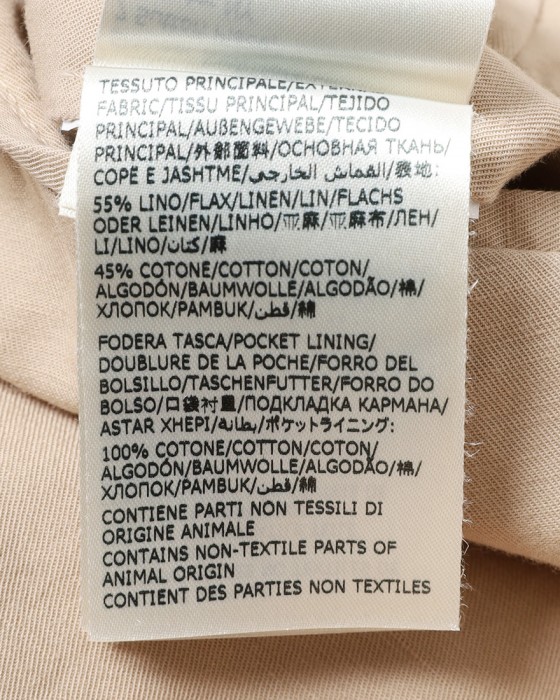 TESSUTO PRINCIPALE/EXTERNAL
FABRIC/TISSU PRINCIPAL/TEJIDO
PRINCIPAL/AUßENGEWEBE/TECIDO
PRINCIPAL/外部面料/ОСНОВНАЯ ТКАНЬ/
COPË E JASHTME/القماش الخارجي/表地:
55% LINO/FLAX/LINEN/LIN/FLACHS
ODER LEINEN/LINHO/亚麻/亚麻布/ЛЕН/
LI/LINO/كتان/麻
45% COTONE/COTTON/COTON/
ALGODÓN/BAUMWOLLE/ALGODÃO/棉/
ХЛОПОК/PAMBUK/قطن/綿
FODERA TASCA/POCKET LINING/
DOUBLURE DE LA POCHE/FORRO DEL
BOLSILLO/TASCHENFUTTER/FORRO DO
BOLSO/口袋衬里/ПОДКЛАДКА КАРМАНА/
ASTAR XHEPI/بطانة/ポケットライニング:
100% COTONE/COTTON/COTON/
ALGODÓN/BAUMWOLLE/ALGODÃO/棉/
ХЛОПОК/PAMBUK/قطن/綿
CONTIENE PARTI NON TESSILI DI
ORIGINE ANIMALE
CONTAINS NON-TEXTILE PARTS OF
ANIMAL ORIGIN
CONTIENT DES PARTIES NON TEXTILES